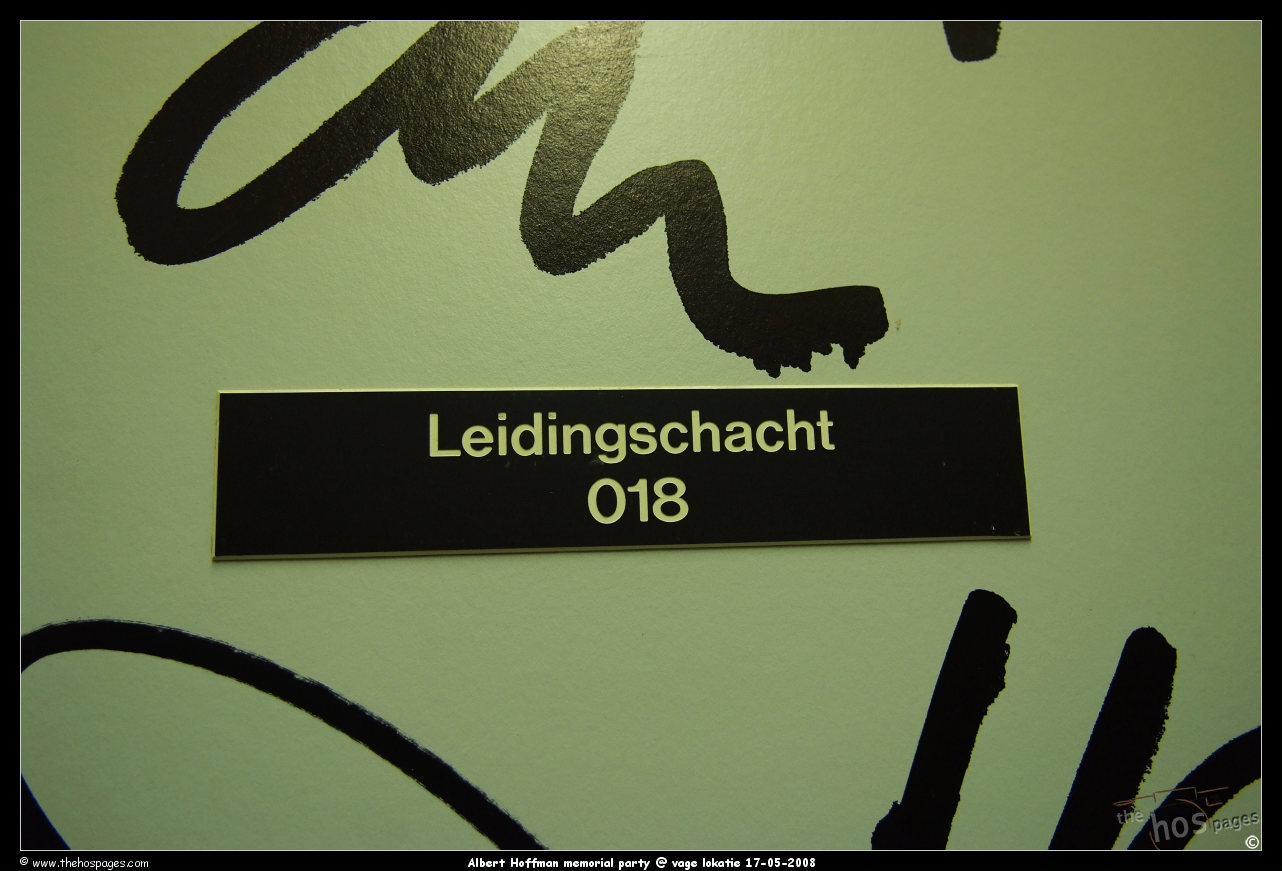 Leidingschacht
018
the hos pages
©
© www.thehospages.com
Albert Hoffman memorial party @ vage lokatie 17-05-2008